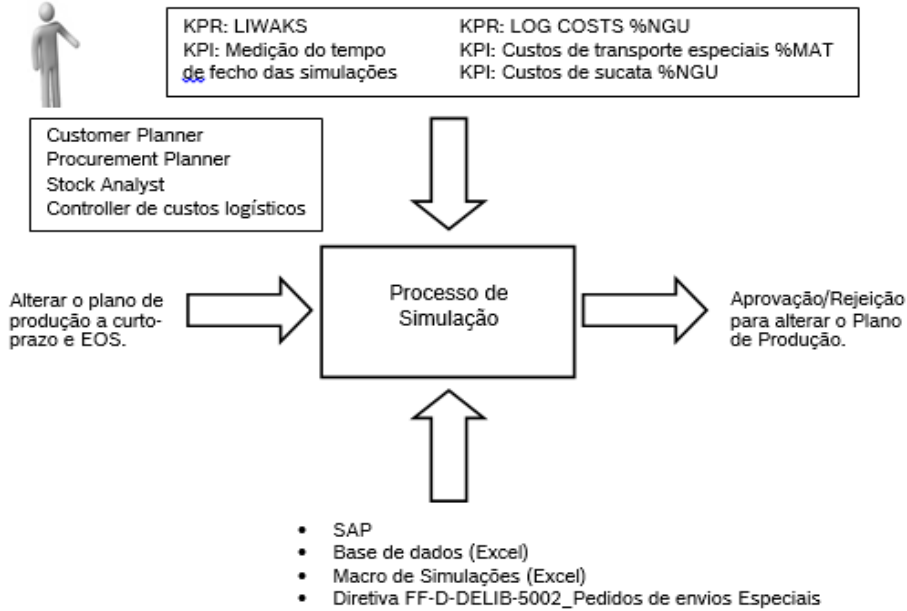 KPR: LIWAKS
KPI: Medição do tempo
de fecho das simulações
KPR: LOG COSTS %NGU
KPI: Custos de transporte especiais %MAT
KPI: Custos de sucata %NGU
Customer Planner
Procurement Planner
Stock Analyst
Controller de custos logísticos
Alterar o plano de
produção a curto-
prazo e EOS.
Processo de
Simulação
Aprovação/Rejeição
para alterar o Plano
de Produção.
• SAP
• Base de dados (Excel)
• Macro de Simulações (Excel)
• Diretiva FF-D-DELIB-5002_Pedidos de envios Especiais